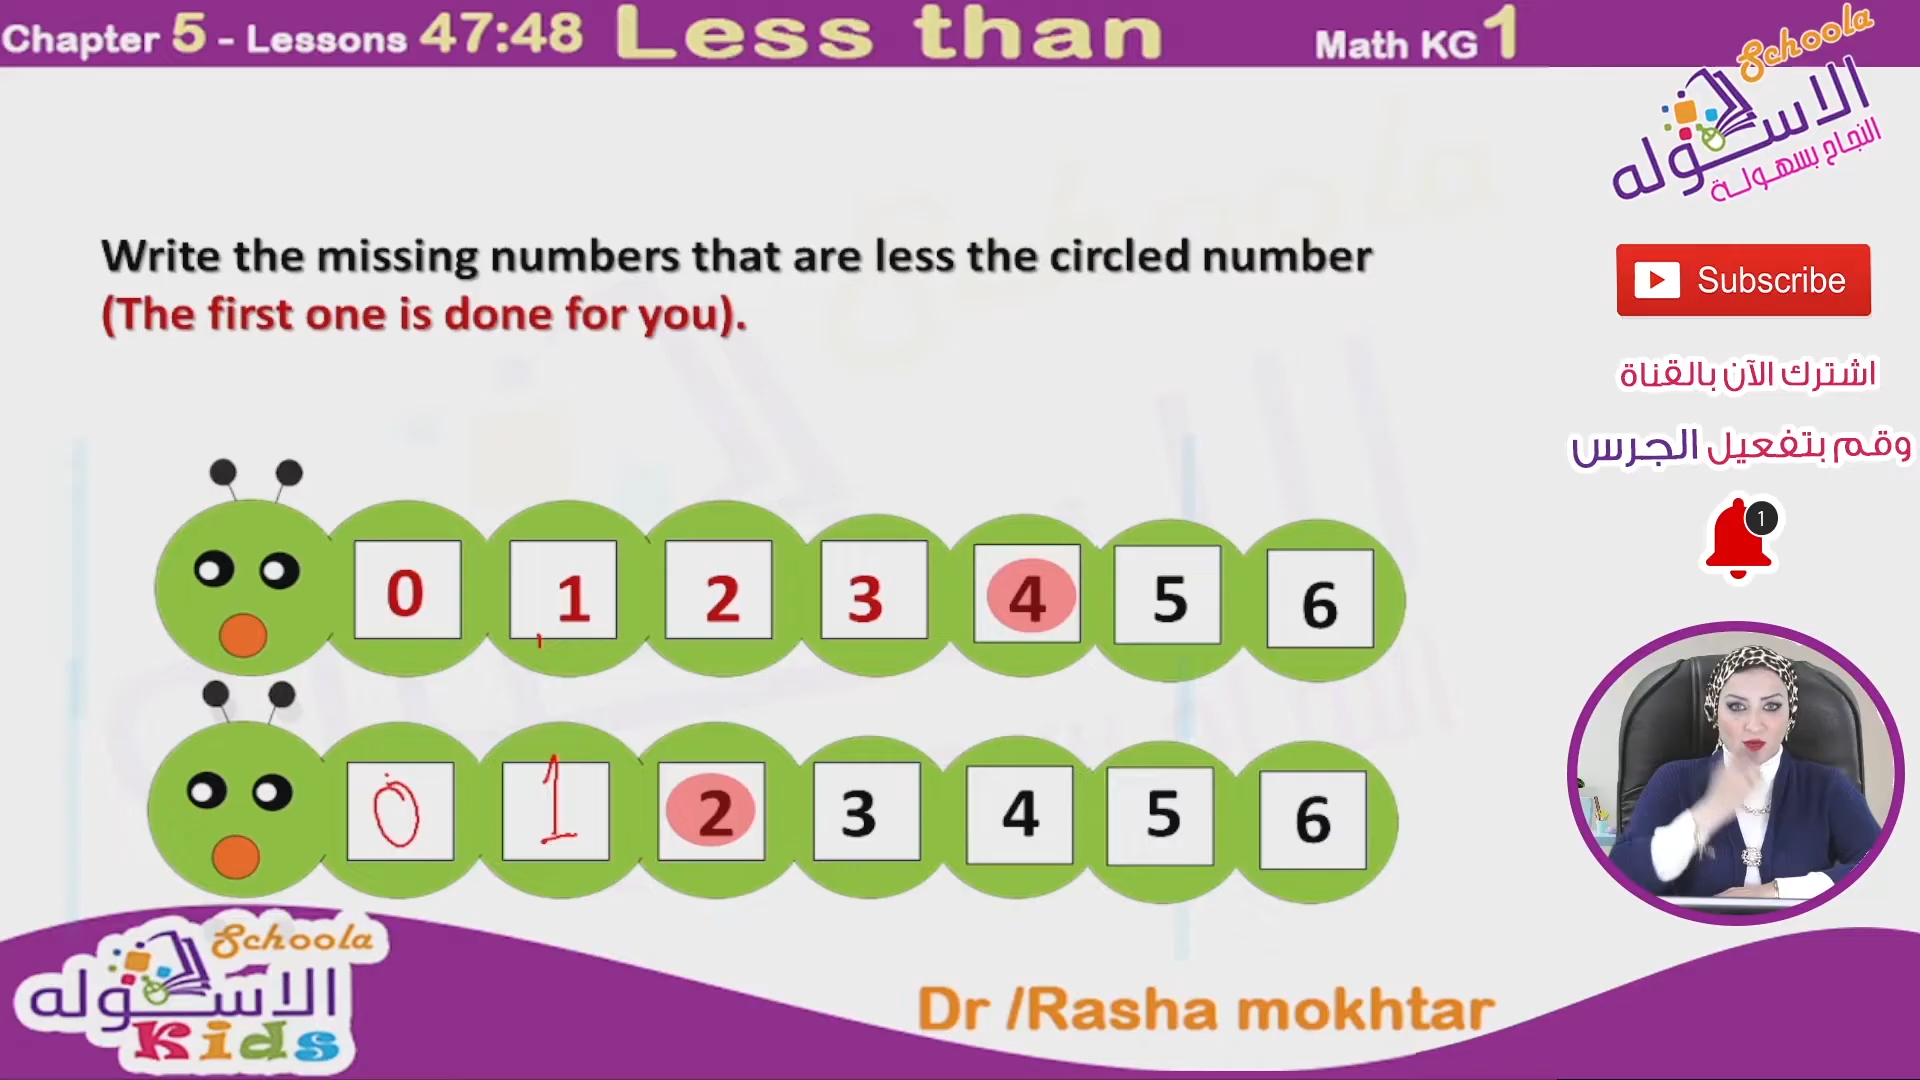 Chapter 5 - Lessons 47:48 Less than Math KG 1
Schoola
الاسكوله
النجاح بسهولة
Write the missing numbers that are less the circled number
(The first one is done for you).
Subscribe
اشترك الآن بالقناة
وقم بتفعيل الجرس
1
0 1 2 3 4 5 6
0 1 2 3 4 5 6
Schoola
الاسكوله
Kids
Dr /Rasha mokhtar